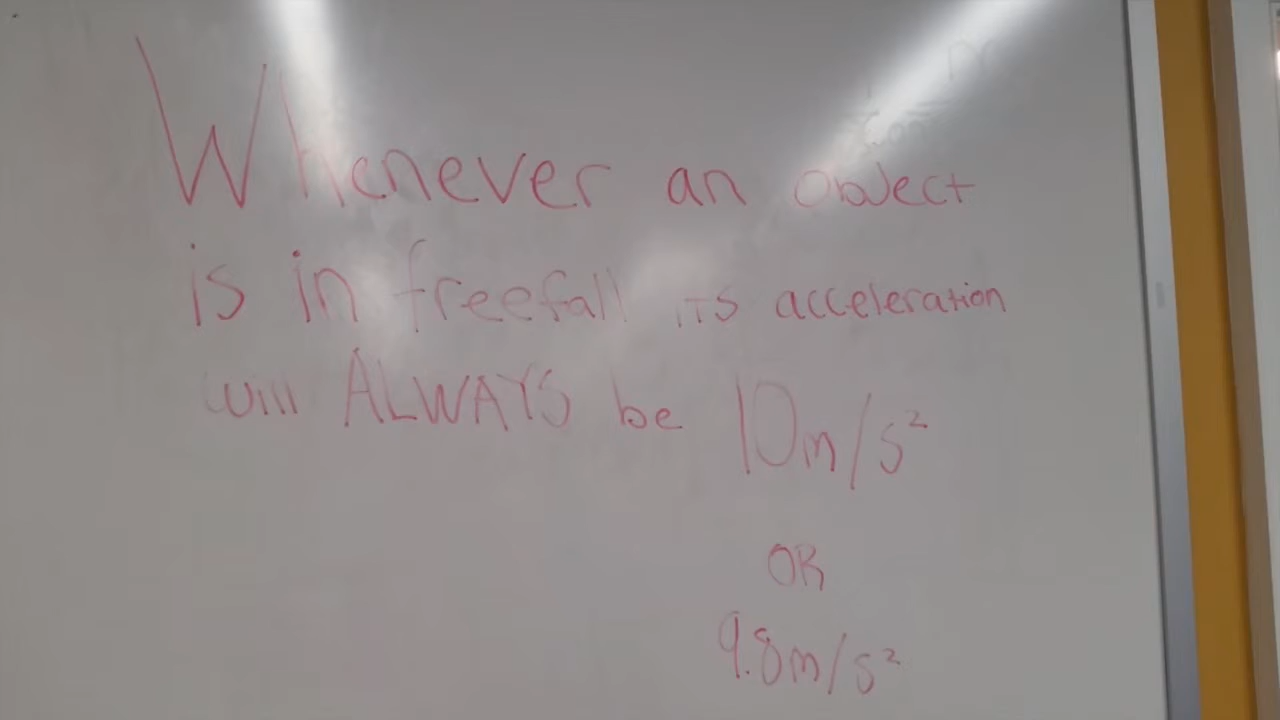 Whenever an object
is in freefall its acceleration
will ALWAYS be 10m/s²
OR
9.8m/s²